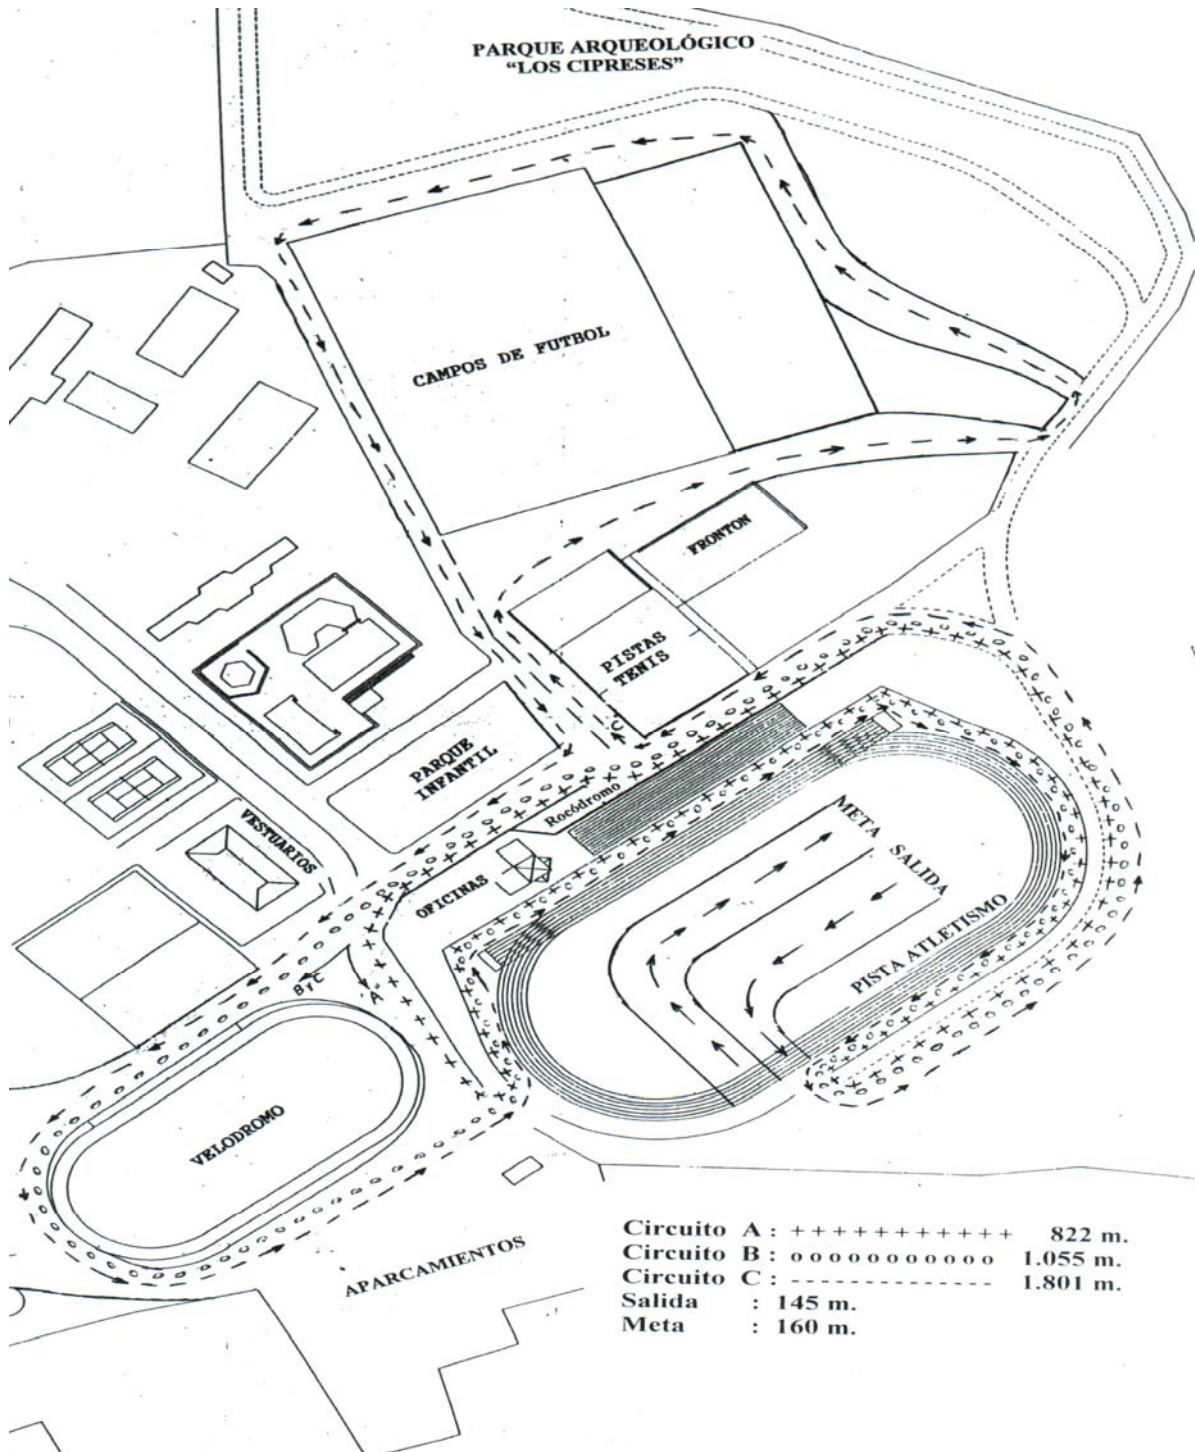 PARQUE ARQUEOLÓGICO
“LOS CIPRESES”
CAMPOS DE FUTBOL
FRONTON
PISTAS
TENIS
C
PARQUE
INFANTIL
Rocódromo
VESTUARIOS
OFICINAS
META
SALIDA
PISTA ATLETISMO
B Y C
"A"
VELODROMO
APARCAMIENTOS
Circuito A : + + + + + + + + + + + 822 m.
Circuito B : o o o o o o o o o o o 1.055 m.
Circuito C : - - - - - - - - - - - - - - 1.801 m.
Salida : 145 m.
Meta : 160 m.